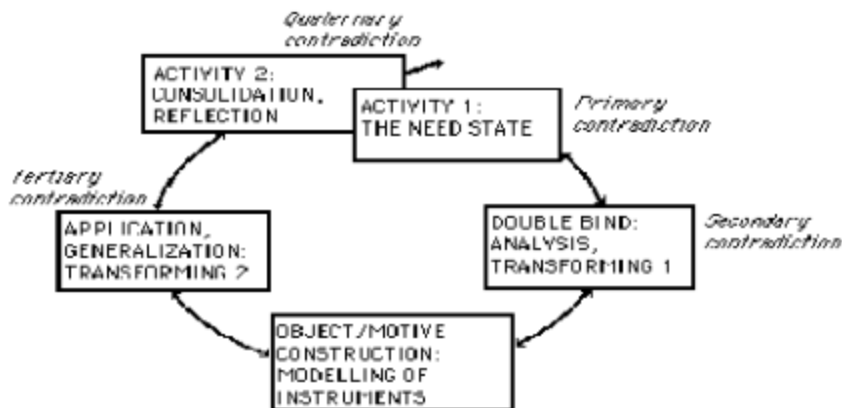 Quaternary
contradiction
ACTIVITY 2:
CONSOLIDATION,
REFLECTION
ACTIVITY 1:
THE NEED STATE
Primary
contradiction
Tertiary
contradiction
APPLICATION,
GENERALIZATION:
TRANSFORMING 2
DOUBLE BIND:
ANALYSIS,
TRANSFORMING 1
Secondary
contradiction
OBJECT/MOTIVE
CONSTRUCTION:
MODELLING OF
INSTRUMENTS